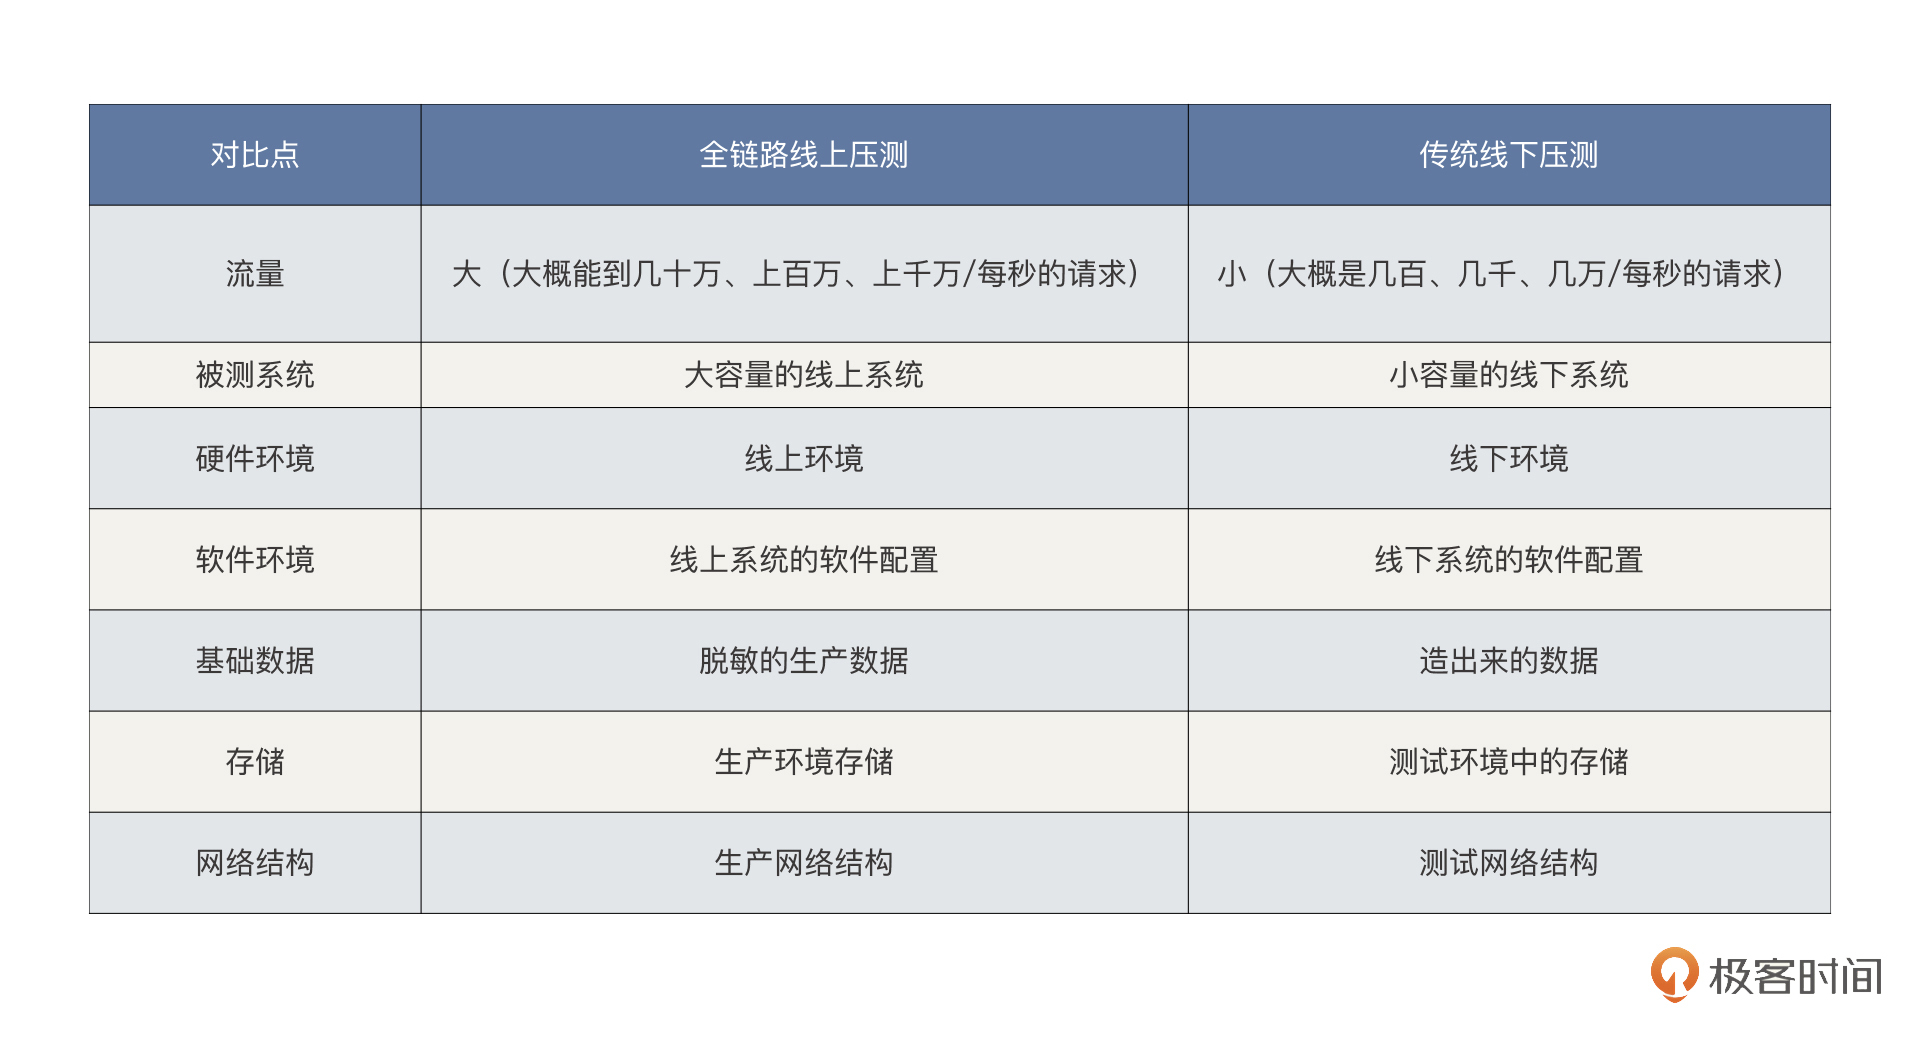 对比点 全链路线上压测 传统线下压测
流量 大（大概能到几十万、上百万、上千万/每秒的请求） 小（大概是几百、几千、几万/每秒的请求）
被测系统 大容量的线上系统 小容量的线下系统
硬件环境 线上环境 线下环境
软件环境 线上系统的软件配置 线下系统的软件配置
基础数据 脱敏的生产数据 造出来的数据
存储 生产环境存储 测试环境中的存储
网络结构 生产网络结构 测试网络结构
极客时间